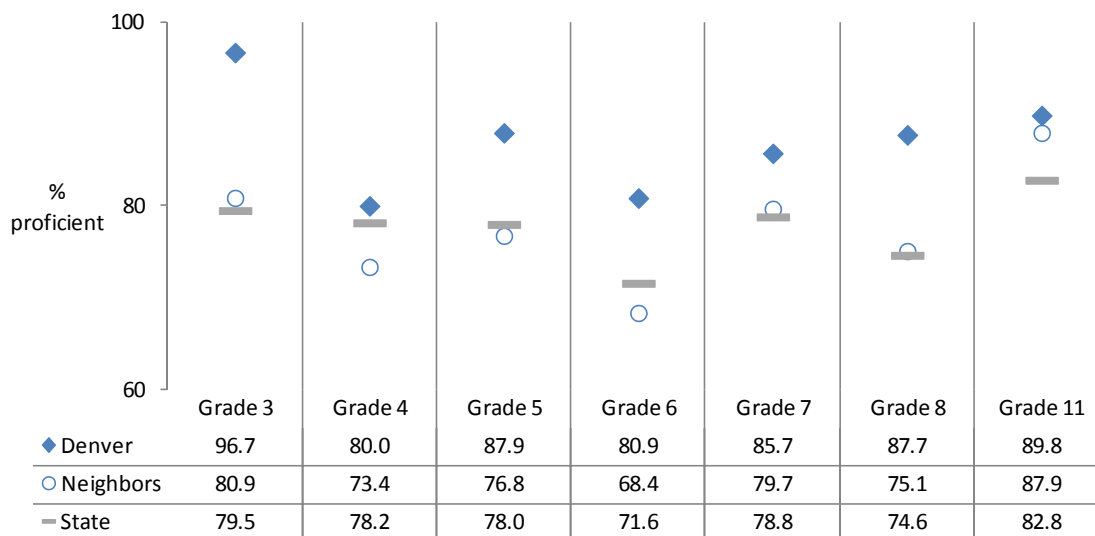 100
%
proficient
80
60
Grade 3 Grade 4 Grade 5 Grade 6 Grade 7 Grade 8 Grade 11
Denver 96.7 80.0 87.9 80.9 85.7 87.7 89.8
Neighbors 80.9 73.4 76.8 68.4 79.7 75.1 87.9
State 79.5 78.2 78.0 71.6 78.8 74.6 82.8